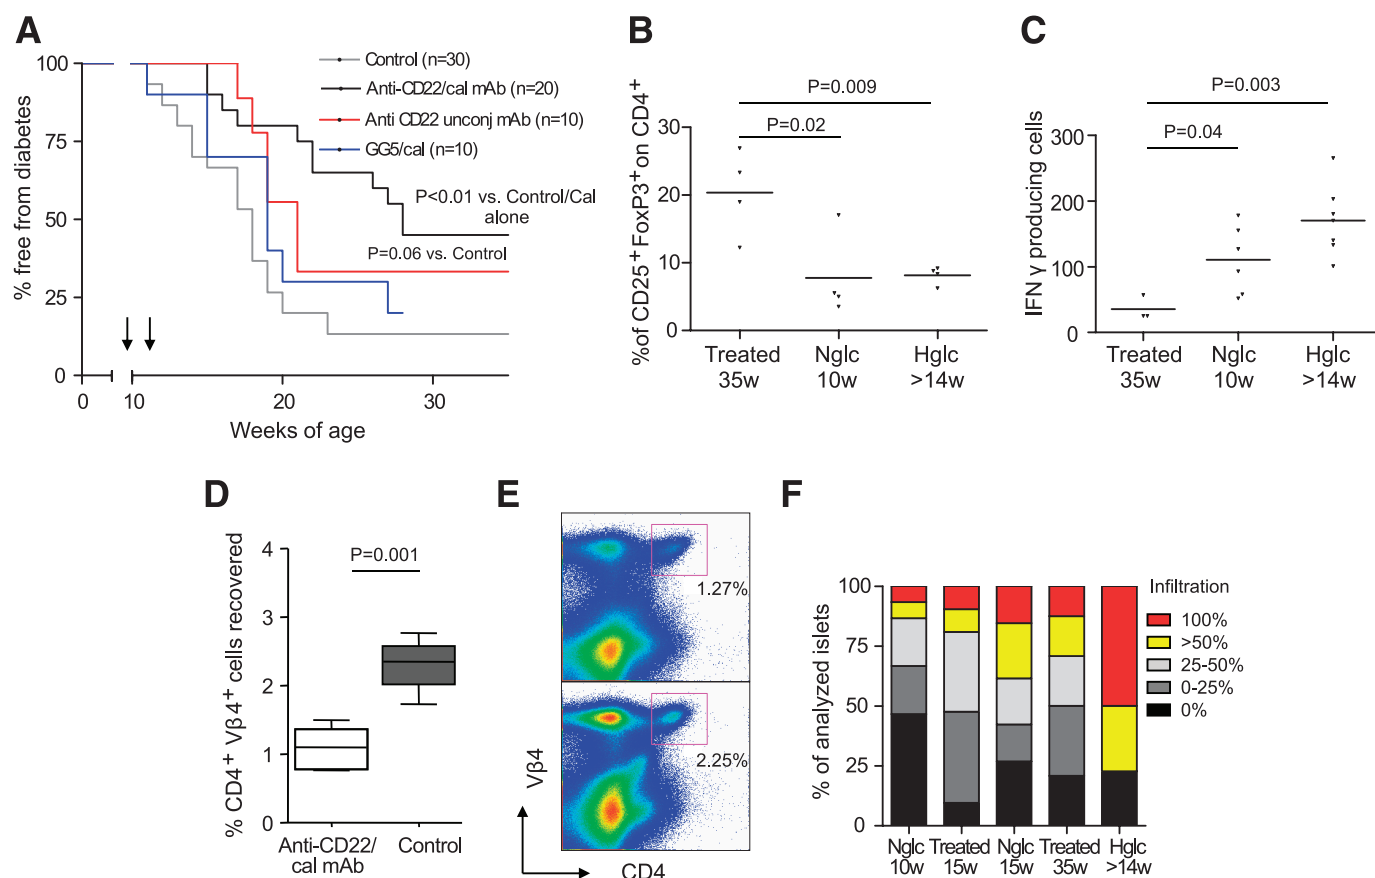 A
100
75
50
25
0
% free from diabetes
0
10
20
30
Weeks of age
Control (n=30)
Anti-CD22/cal mAb (n=20)
Anti CD22 unconj mAb (n=10)
GG5/cal (n=10)
P<0.01 vs. Control/Cal
alone
P=0.06 vs. Control
B
P=0.009
P=0.02
30
20
10
0
%of CD25⁺ FoxP3⁺on CD4⁺
Treated
35w
Nglc
10w
Hglc
>14w
C
P=0.003
P=0.04
300
200
100
0
IFN γ producing cells
Treated
35w
Nglc
10w
Hglc
>14w
D
P=0.001
4
3
2
1
0
% CD4⁺ Vβ4⁺ cells recovered
Anti-CD22/
cal mAb
Control
E
1.27%
2.25%
Vβ4
CD4
F
100
75
50
25
0
% of analyzed islets
Nglc
10w
Treated
15w
Nglc
15w
Treated
35w
Hglc
>14w
Infiltration
100%
>50%
25-50%
0-25%
0%